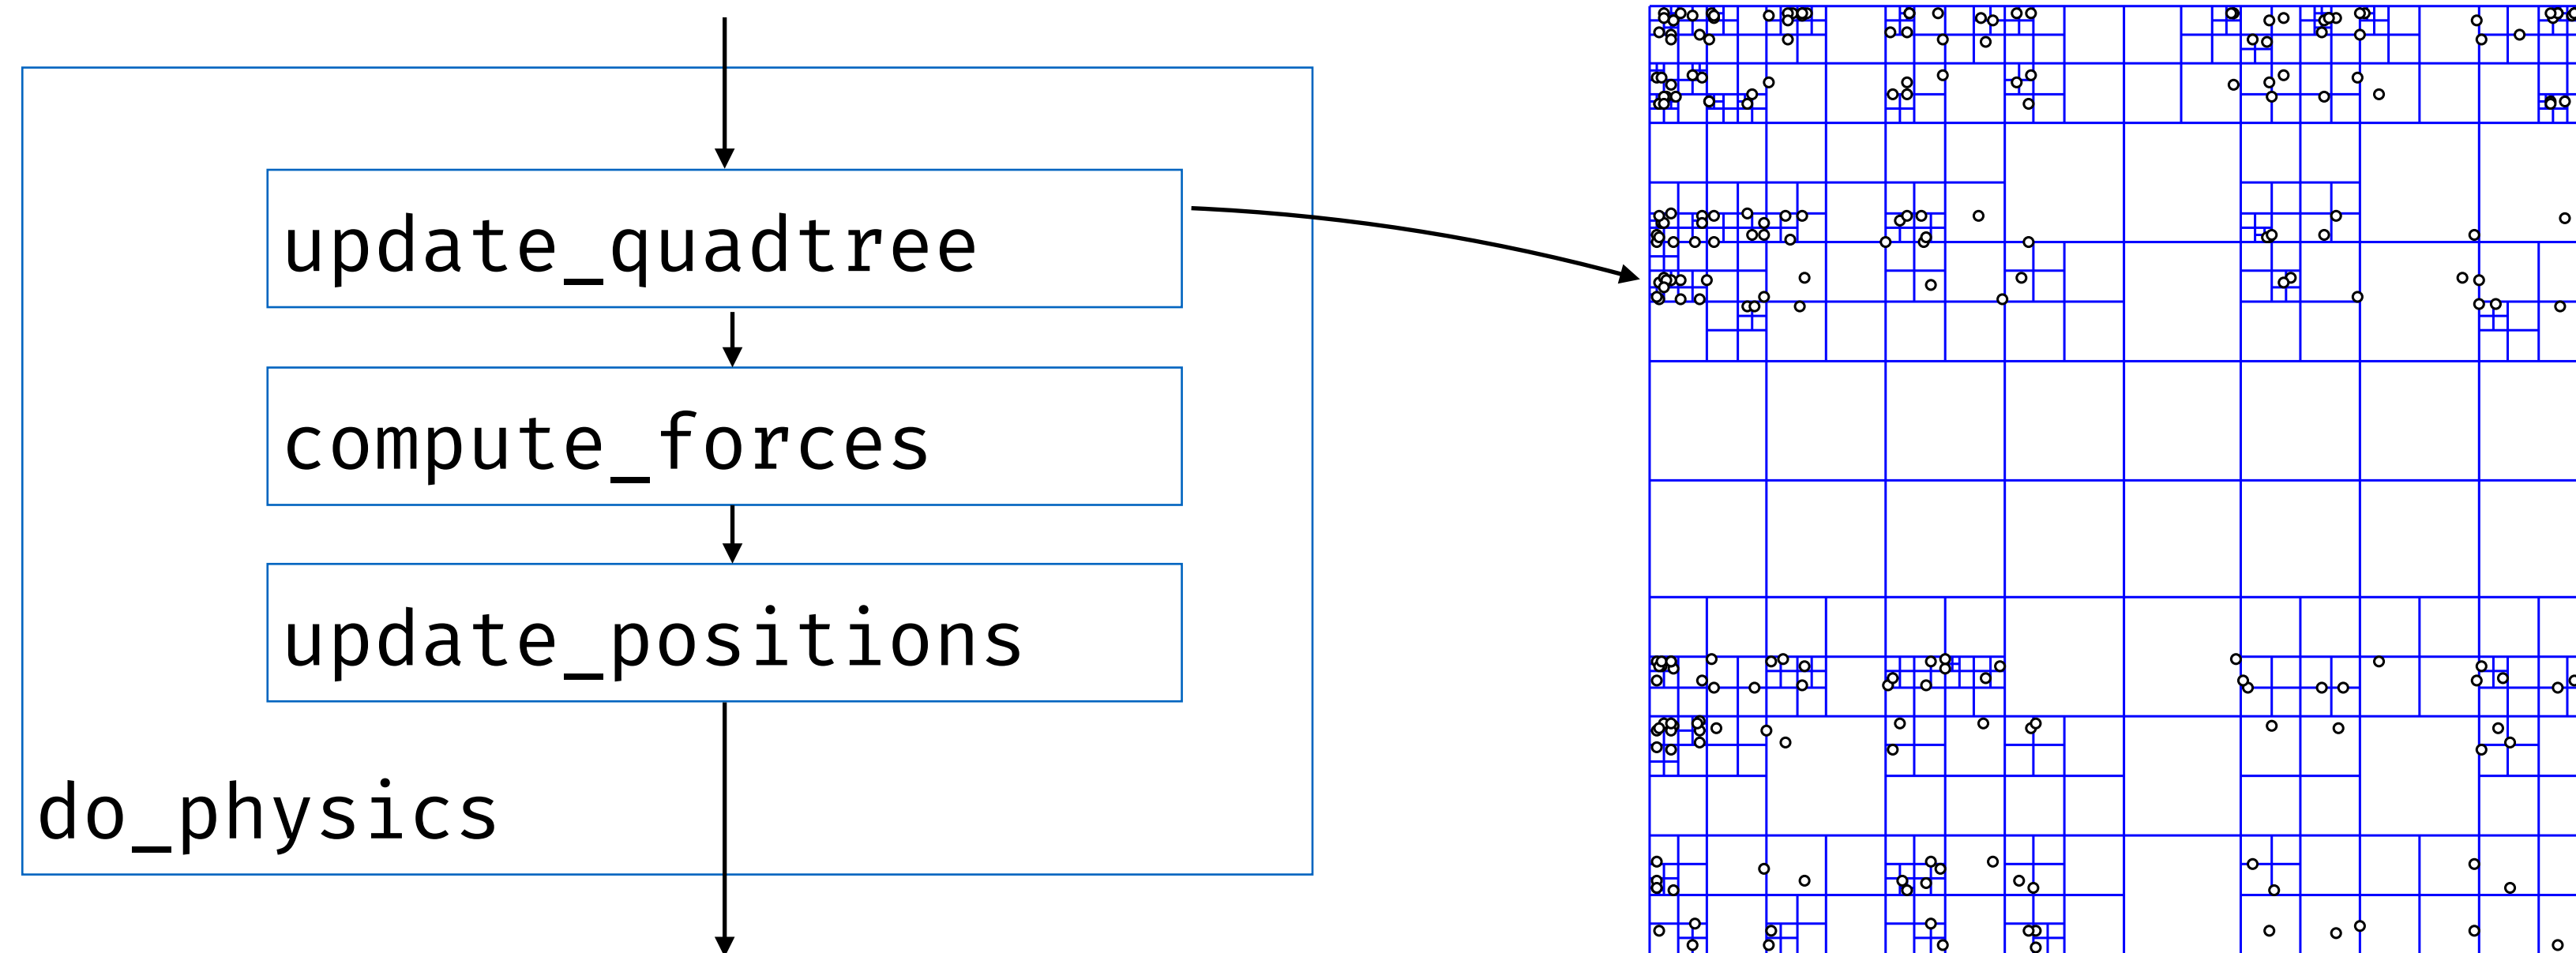 update_quadtree
compute_forces
update_positions
do_physics